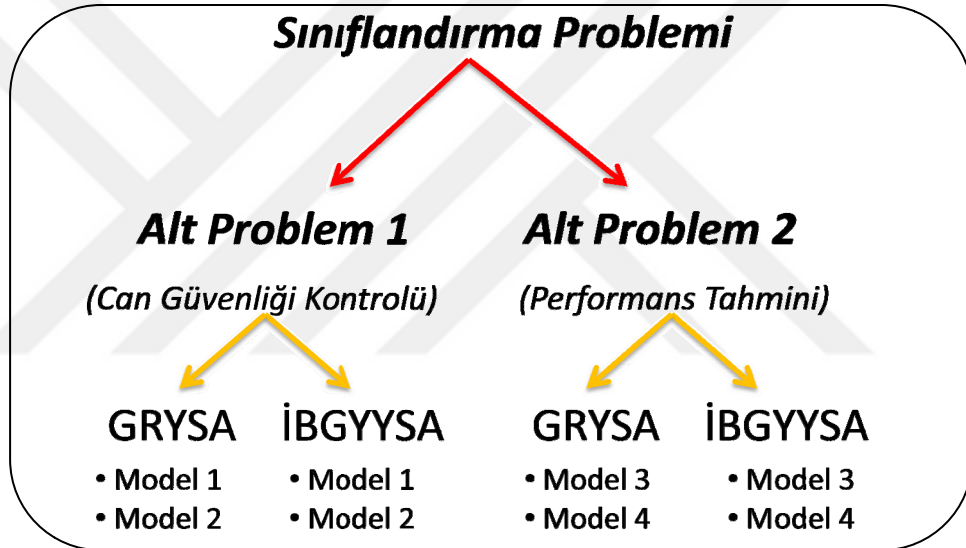 Sınıflandırma Problemi
Alt Problem 1
Alt Problem 2
(Can Güvenliği Kontrolü)
(Performans Tahmini)
GRYSA
İBGYYSA
GRYSA
İBGYYSA
• Model 1
• Model 2
• Model 1
• Model 2
• Model 3
• Model 4
• Model 3
• Model 4